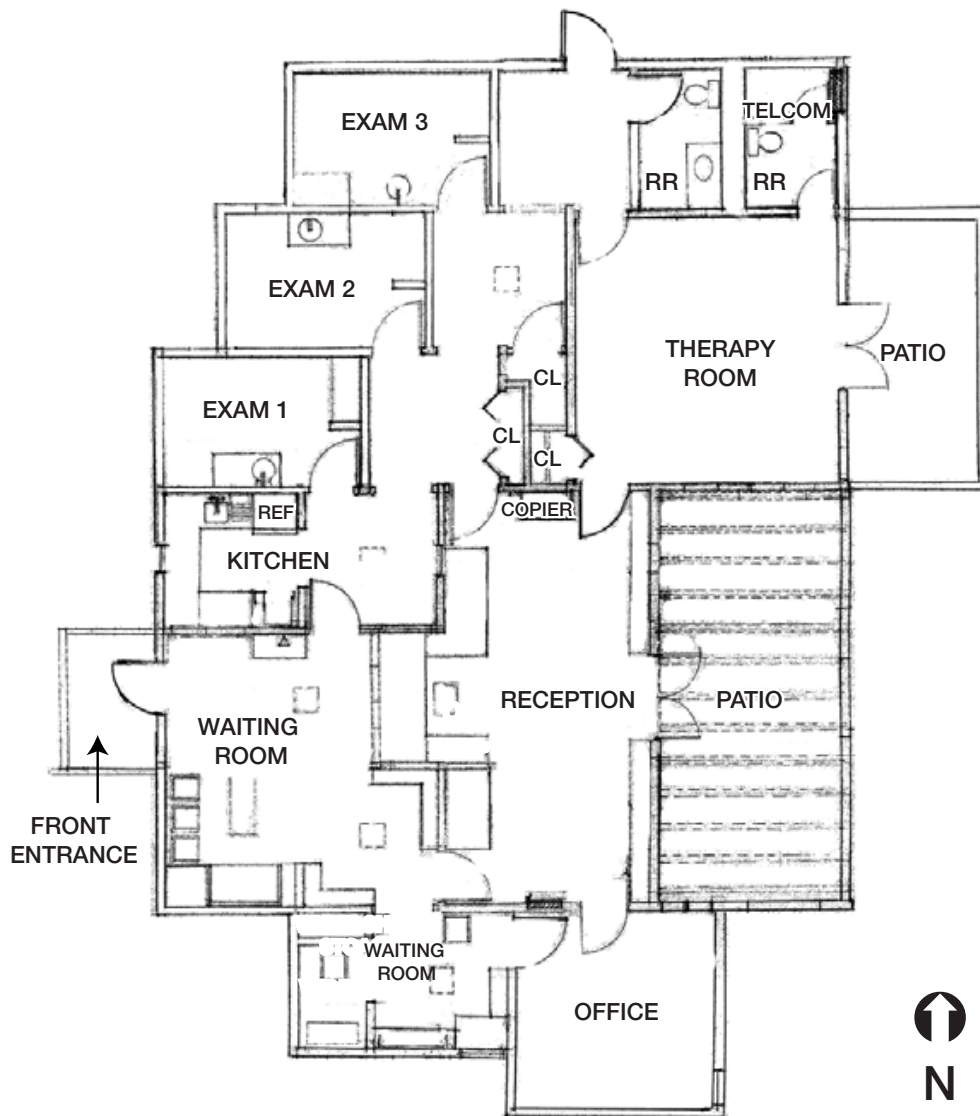 EXAM 3
TELCOM
RR
RR
EXAM 2
THERAPY
ROOM
PATIO
CL
EXAM 1
CL
CL
COPIER
REF
KITCHEN
RECEPTION
PATIO
WAITING
ROOM
FRONT
ENTRANCE
WAITING
ROOM
OFFICE
N